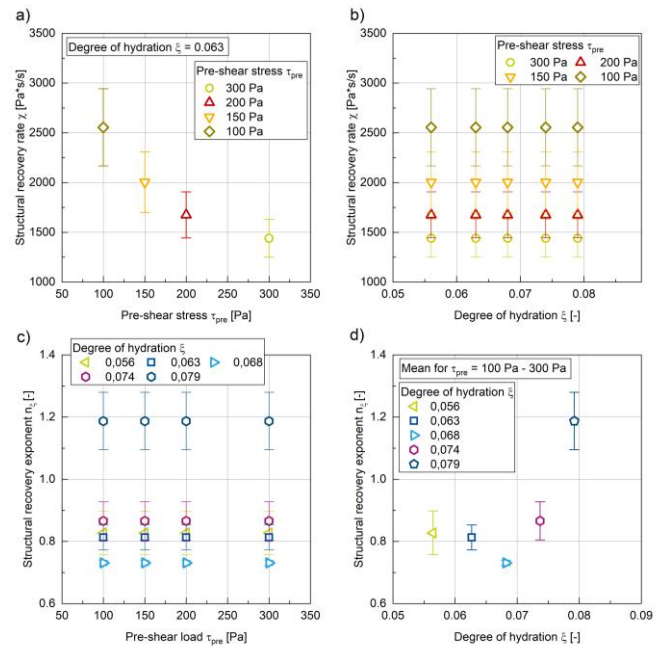 a)
Degree of hydration ξ = 0.063
Pre-shear stress τpre
300 Pa
200 Pa
150 Pa
100 Pa
Structural recovery rate χ [Pa*s/s]
3500
3000
2500
2000
1500
1000
50 100 150 200 250 300 350
Pre-shear stress τpre [Pa]
b)
Pre-shear stress τpre
300 Pa 200 Pa
150 Pa 100 Pa
Structural recovery rate χ [Pa*s/s]
3500
3000
2500
2000
1500
1000
0.05 0.06 0.07 0.08
Degree of hydration ξ [-]
c)
Degree of hydration ξ
0,056 0,063 0,068
0,074 0,079
Structural recovery exponent nξ [-]
1.4
1.2
1.0
0.8
0.6
50 100 150 200 250 300 350
Pre-shear load τpre [Pa]
d)
Mean for τpre = 100 Pa - 300 Pa
Degree of hydration ξ
0,056
0,063
0,068
0,074
0,079
Structural recovery exponent nξ [-]
1.4
1.2
1.0
0.8
0.6
0.05 0.06 0.07 0.08 0.09
Degree of hydration ξ [-]